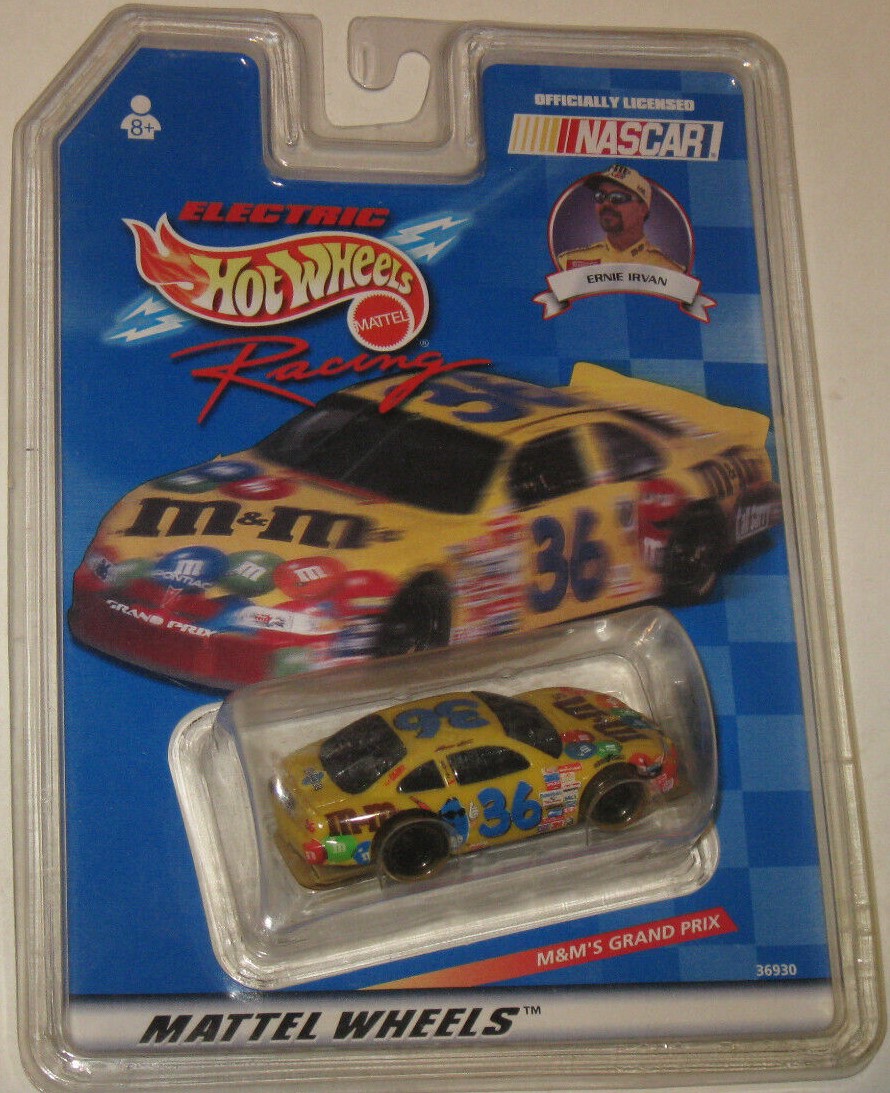 OFFICIALLY LICENSED
NASCAR
8+
ELECTRIC
HOT WHEELS
MATTEL
®
Racing
ERNIE IRVAN
36
m&m's
m&m
36
m
m
m
PONTIAC
GRAND PRIX
36
m&m's
m&m
36
m
m
M&M'S GRAND PRIX
36930
MATTEL WHEELS™